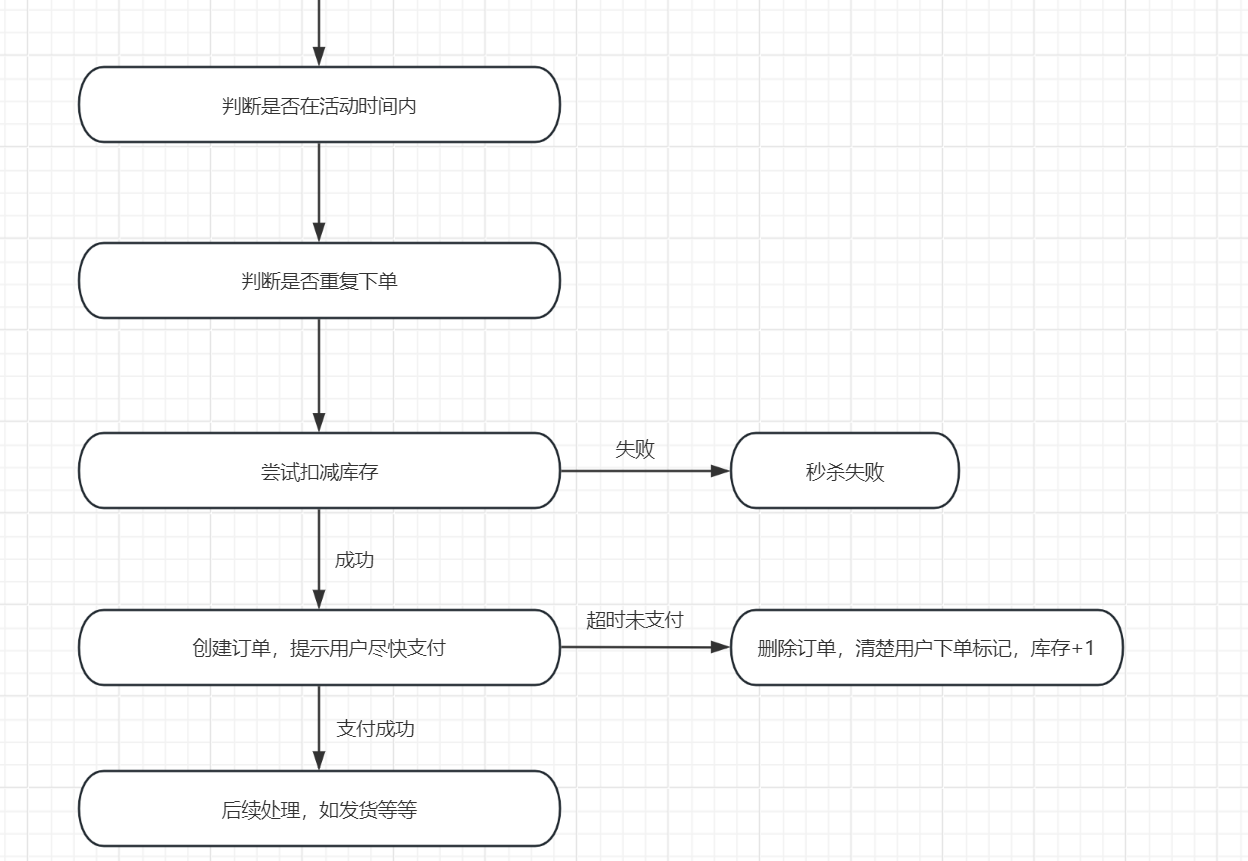 判断是否在活动时间内
判断是否重复下单
尝试扣减库存
失败
秒杀失败
成功
创建订单，提示用户尽快支付
超时未支付
删除订单，清楚用户下单标记，库存+1
支付成功
后续处理，如发货等等